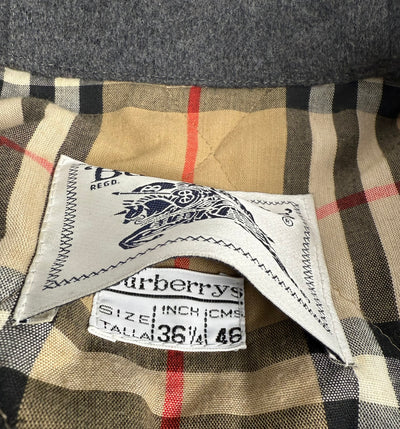 REGD.
Burberrys
SIZE INCH CMS
TALLA 36¼ 46